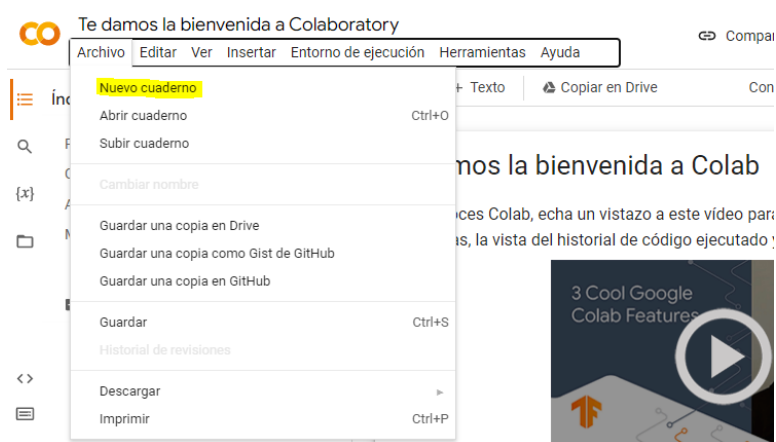 Te damos la bienvenida a Colaboratory
Compar
Archivo Editar Ver Insertar Entorno de ejecución Herramientas Ayuda
Índ
Nuevo cuaderno
+ Texto
Copiar en Drive
Con
Abrir cuaderno Ctrl+O
Subir cuaderno
mos la bienvenida a Colab
Cambiar nombre
{x}
oces Colab, echa un vistazo a este vídeo para
Guardar una copia en Drive
as, la vista del historial de código ejecutado y
Guardar una copia como Gist de GitHub
Guardar una copia en GitHub
3 Cool Google
Colab Features
Guardar Ctrl+S
Historial de revisiones
<>
Descargar
Imprimir Ctrl+P